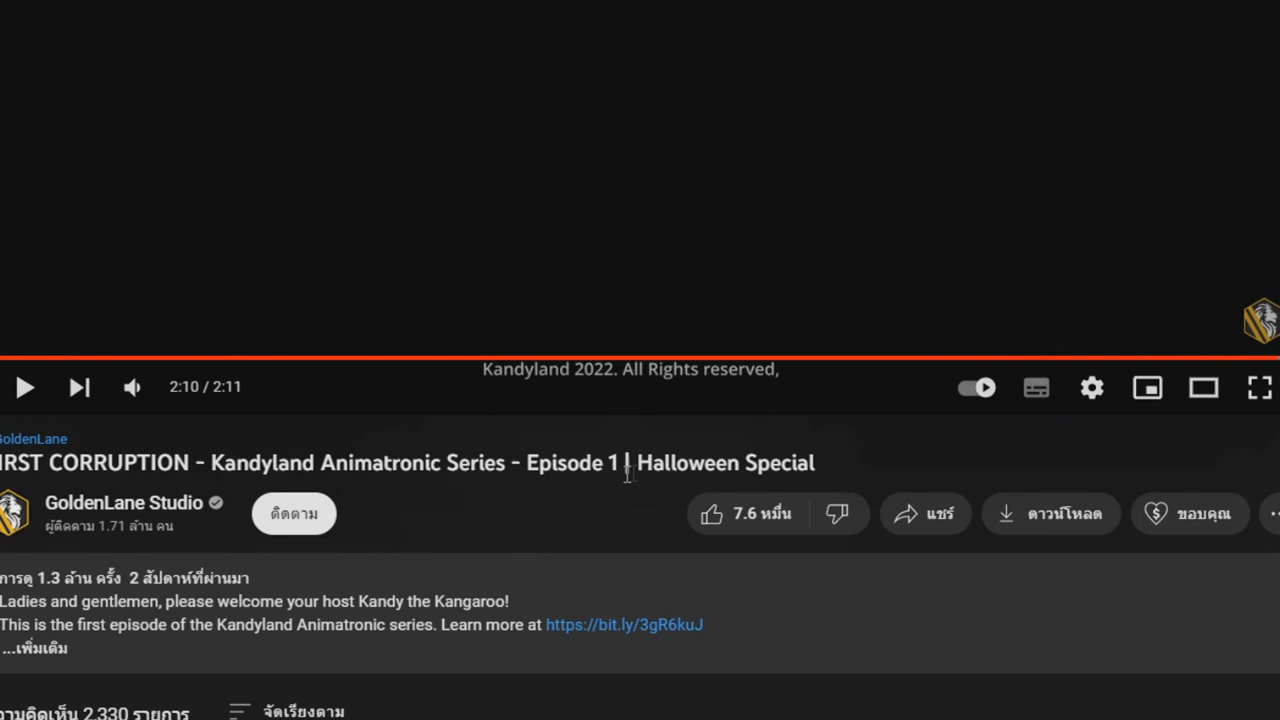 Kandyland 2022. All Rights reserved,
2:10 / 2:11
GoldenLane
IRST CORRUPTION - Kandyland Animatronic Series - Episode 1 | Halloween Special
GoldenLane Studio
ผู้ติดตาม 1.71 ล้าน คน
ติดตาม
7.6 หมื่น
แชร์
ดาวน์โหลด
ขอบคุณ
การดู 1.3 ล้าน ครั้ง 2 สัปดาห์ที่ผ่านมา
Ladies and gentlemen, please welcome your host Kandy the Kangaroo!
This is the first episode of the Kandyland Animatronic series. Learn more at https://bit.ly/3gR6kuJ
...เพิ่มเติม
วามคิดเห็น 2,330 รายการ
จัดเรียงตาม